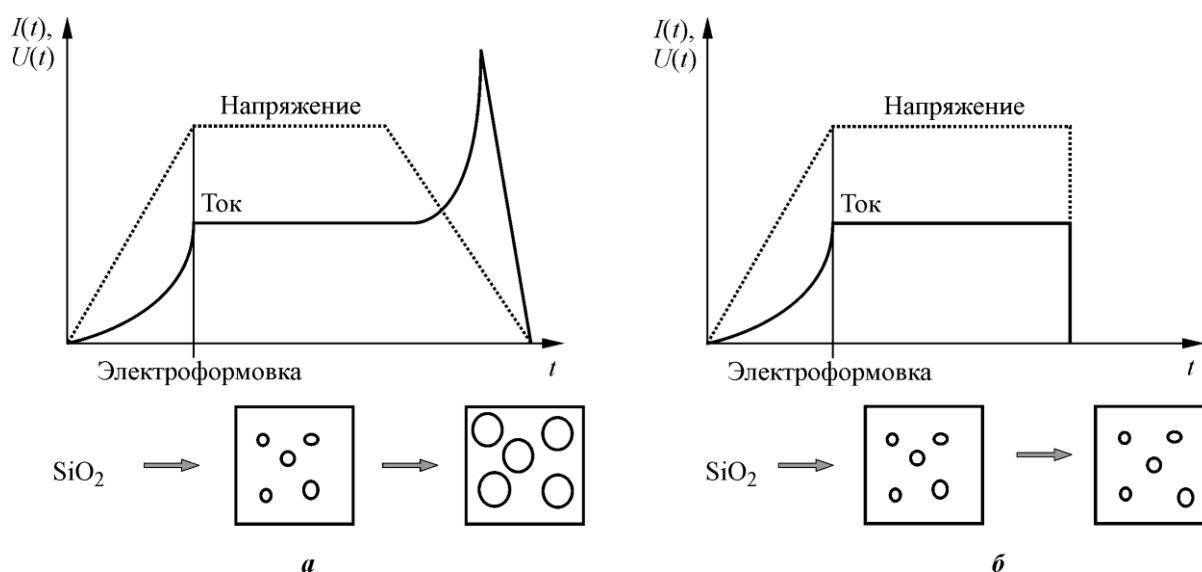 I(t),
U(t)
Напряжение
Ток
Электроформовка
t
SiO₂
а
I(t),
U(t)
Напряжение
Ток
Электроформовка
t
SiO₂
б